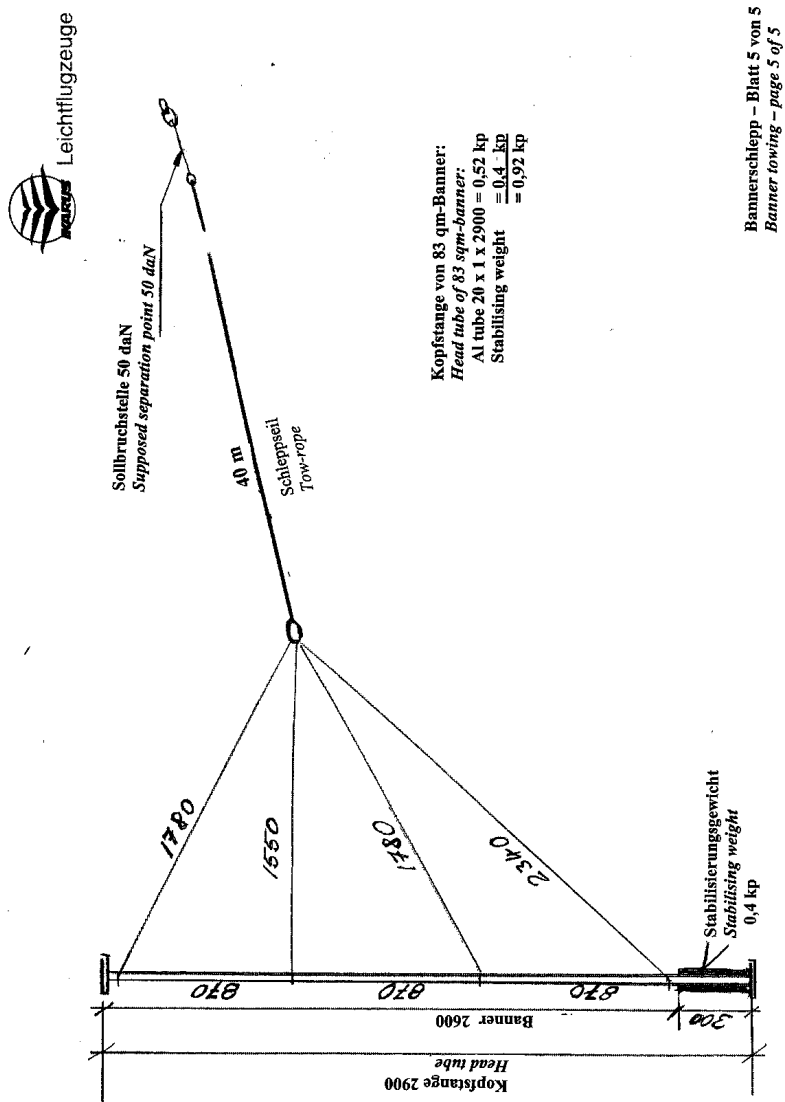 IKARUS
Leichtflugzeuge
Sollbruchstelle 50 daN
Supposed separation point 50 daN
40 m
Schleppseil
Tow-rope
Kopfstange von 83 qm-Banner:
Head tube of 83 sqm-banner:
Al tube 20 x 1 x 2900 = 0,52 kp
Stabilising weight = 0,4 kp
= 0,92 kp
1780
1550
1780
2340
870
870
870
300
Banner 2600
Kopfstange 2900
Head tube
Stabilisierungsgewicht
Stabilising weight
0,4 kp
Bannerschlepp – Blatt 5 von 5
Banner towing – page 5 of 5